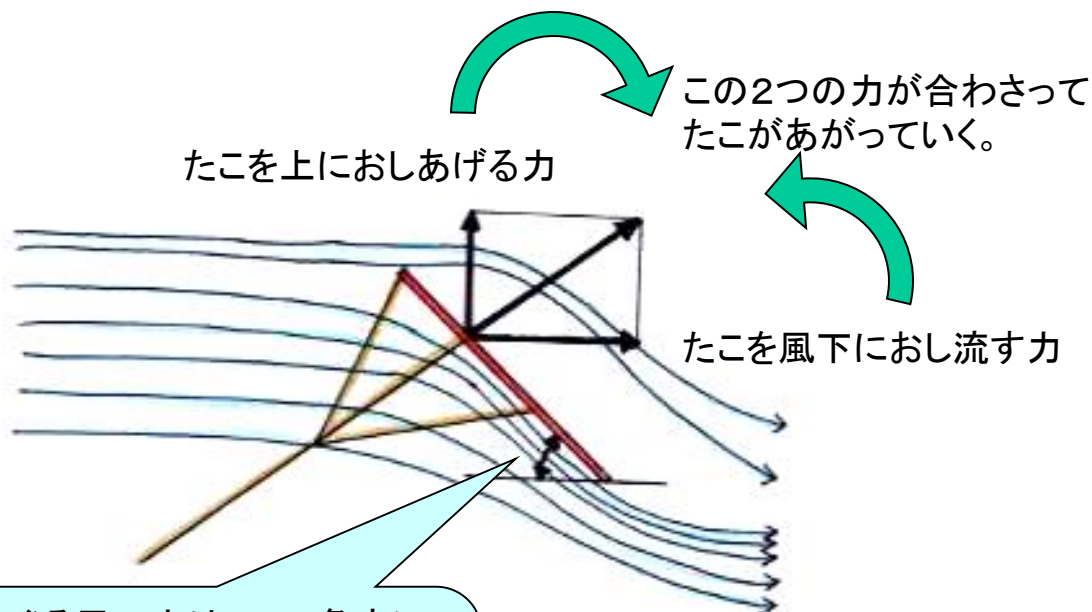 この2つの力が合わさって
たこがあがっていく。
たこを上におしあげる力
たこを風下におし流す力